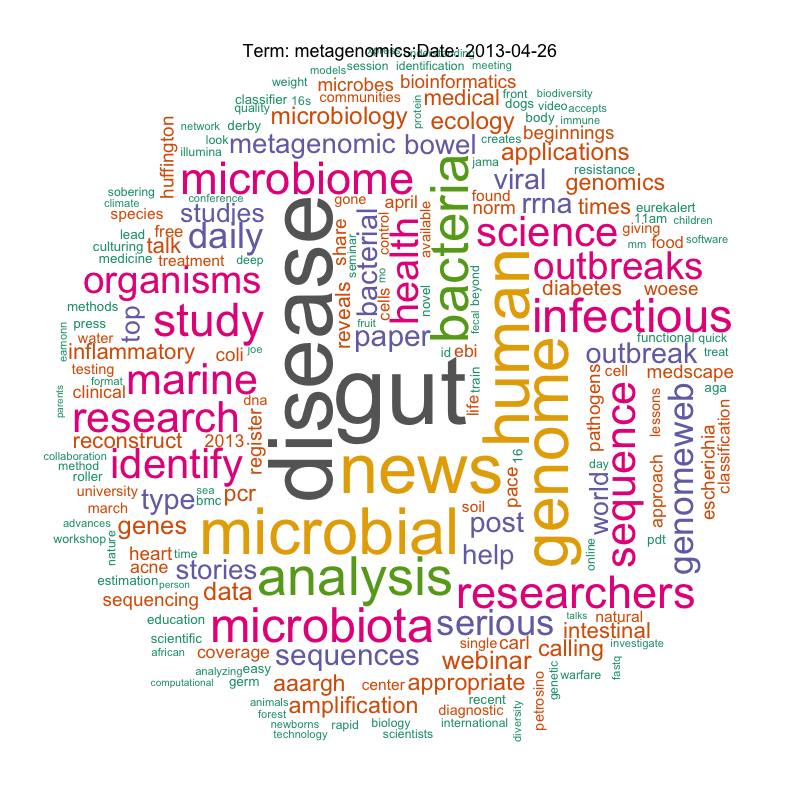 Term: metagenomics;Date: 2013-04-26
understanding
models
session
identification
meeting
weight
microbes
bioinformatics
classifier
16s
communities
medical
front
biodiversity
quality
microbiology
protein
ecology
dogs
video
accepts
body
immune
network
derby
creates
beginnings
look
metagenomic
bowel
applications
illumina
huffington
microbiome
bacteria
jama
viral
resistance
genomics
sobering
climate
conference
gone
april
found
norm
rrna
times
eurekalert
species
studies
disease
share
bacterial
control
health
available
science
11am
children
giving
lead
free
daily
culturing
talk
mm
food
software
medicine
treatment
deep
seminar
outbreaks
organisms
reveals
cells
mo
novel
fecal
beyond
human
diabetes
woese
methods
study
fruit
infectious
press
top
paper
water
functional
quick
eamonn
inflammatory
coli
joe
id
ebi
outbreak
treat
testing
gut
train
genome
cell
medscape
format
marine
clinical
life
pathogens
sequence
genomeweb
aga
parents
dna
research
lessons
escherichia
classification
reconstruct
2013
register
collaboration
identify
news
16
approach
method
day
world
roller
pace
university
type
sea
pcr
march
bmc
soil
advances
genes
microbial
post
pdt
workshop
nature
heart
time
help
online
acne
stories
analysis
estimation
person
sequencing
data
researchers
education
microbiota
serious
talks
natural
intestinal
scientific
single
carl
calling
investigate
african
coverage
sequences
webinar
analyzing
easy
genetic
warfare
fastq
computational
germ
aaargh
center
appropriate
petrosino
animals
amplification
recent
forest
diagnostic
diversity
newborns
rapid
biology
international
technology
scientists